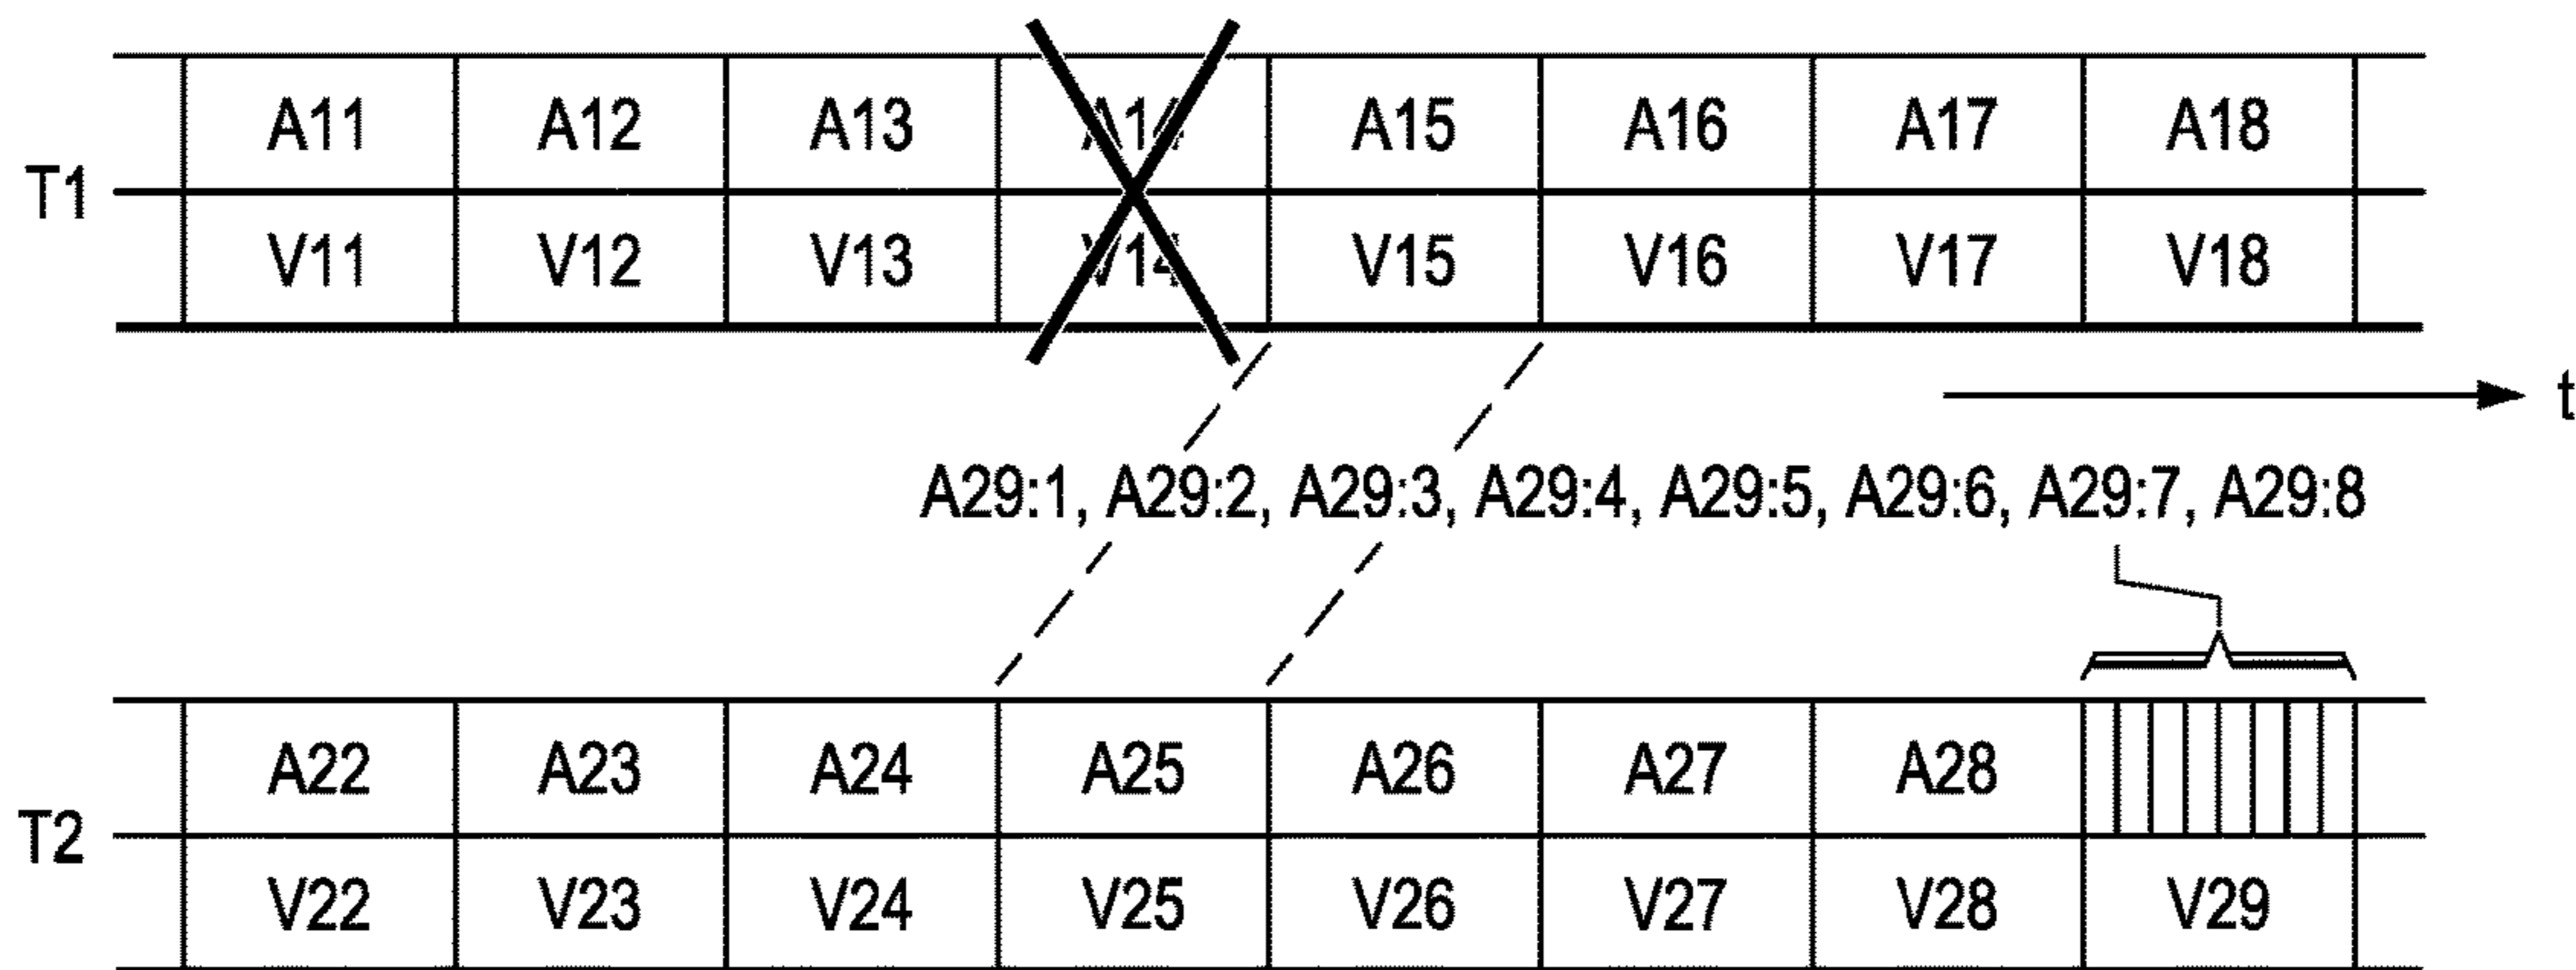 A11 A12 A13 A14 A15 A16 A17 A18
T1
V11 V12 V13 V14 V15 V16 V17 V18
t
A29:1, A29:2, A29:3, A29:4, A29:5, A29:6, A29:7, A29:8
A22 A23 A24 A25 A26 A27 A28
T2
V22 V23 V24 V25 V26 V27 V28 V29